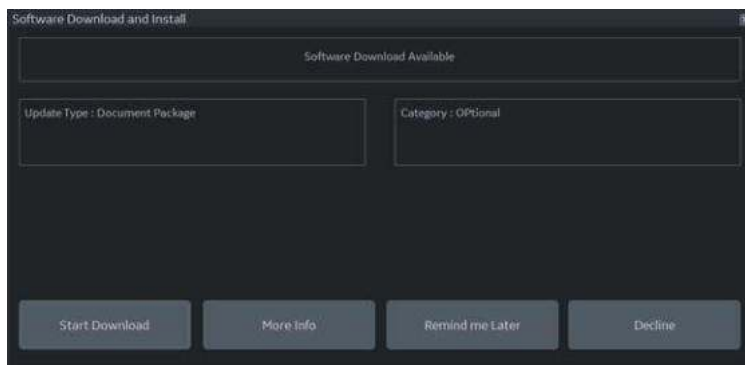 Software Download and Install
Software Download Available
Update Type : Document Package
Category : OPtional
Start Download
More Info
Remind me Later
Decline